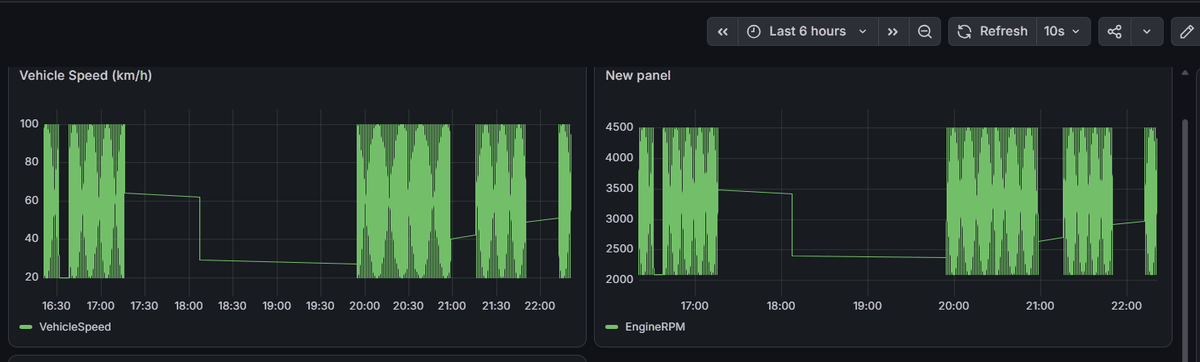 Last 6 hours
Refresh
10s
Vehicle Speed (km/h)
100
80
60
40
20
16:30 17:00 17:30 18:00 18:30 19:00 19:30 20:00 20:30 21:00 21:30 22:00
VehicleSpeed
New panel
4500
4000
3500
3000
2500
2000
17:00 18:00 19:00 20:00 21:00 22:00
EngineRPM